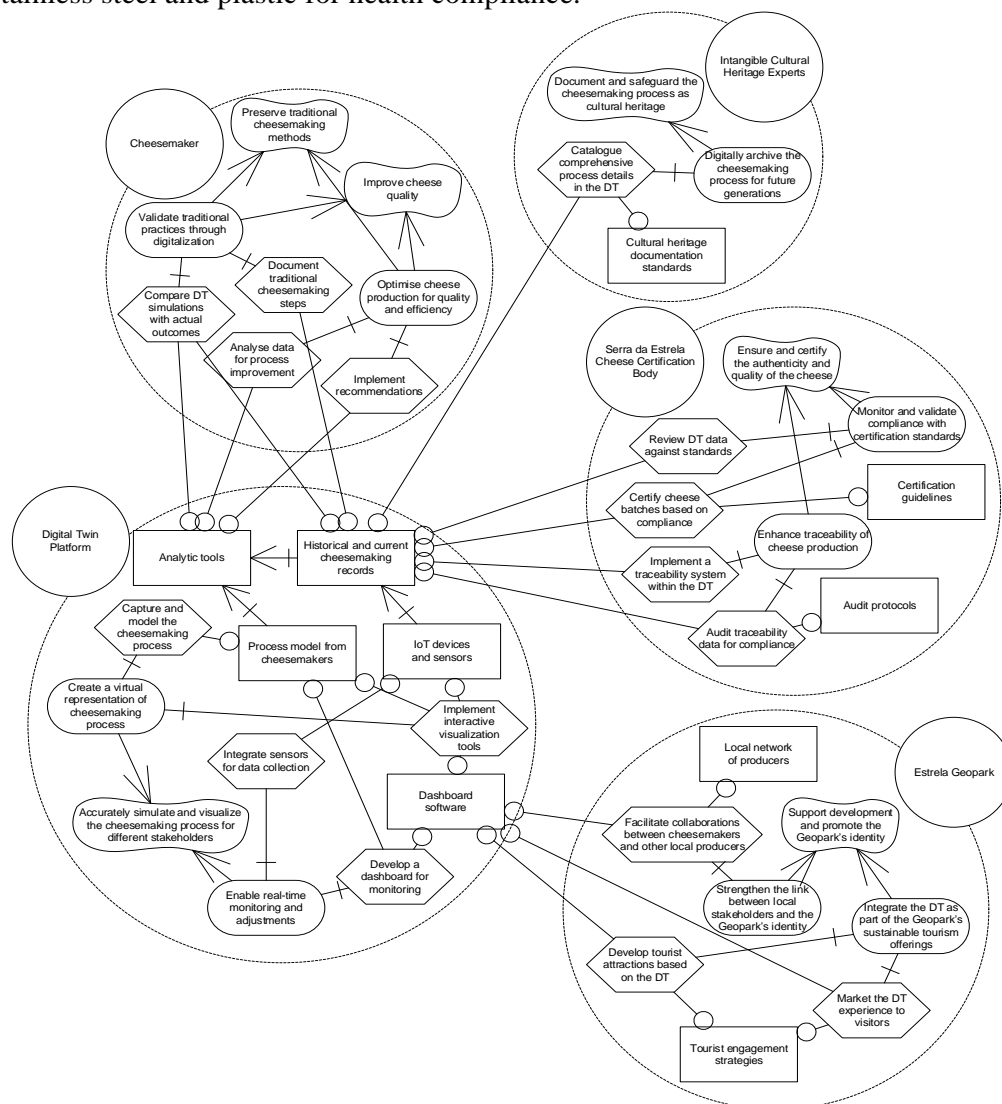 tainless steel and plastic for health compliance.
Intangible Cultural
Heritage Experts
Document and safeguard the
cheesemaking process as
cultural heritage
Catalogue
comprehensive
process details
in the DT
Digitally archive the
cheesemaking
process for future
generations
Cultural heritage
documentation
standards
Cheesemaker
Preserve traditional
cheesemaking
methods
Improve cheese
quality
Validate traditional
practices through
digitalization
Document
traditional
cheesemaking
steps
Optimise cheese
production for quality
and efficiency
Compare DT
simulations
with actual
outcomes
Analyse data
for process
improvement
Implement
recommendations
Serra da Estrela
Cheese Certification
Body
Ensure and certify
the authenticity and
quality of the cheese
Monitor and validate
compliance with
certification standards
Review DT data
against standards
Certification
guidelines
Certify cheese
batches based on
compliance
Enhance traceability of
cheese production
Implement a
traceability system
within the DT
Audit protocols
Audit traceability
data for compliance
Digital Twin
Platform
Analytic tools
Historical and current
cheesemaking
records
Capture and
model the
cheesemaking
process
Process model from
cheesemakers
IoT devices
and sensors
Create a virtual
representation of
cheesemaking
process
Implement
interactive
visualization
tools
Integrate sensors
for data collection
Dashboard
software
Accurately simulate and visualize
the cheesemaking process for
different stakeholders
Develop a
dashboard for
monitoring
Enable real-time
monitoring and
adjustments
Estrela Geopark
Local network
of producers
Facilitate collaborations
between cheesemakers
and other local producers
Support development
and promote the
Geopark's identity
Strengthen the link
between local
stakeholders and the
Geopark's identity
Integrate the DT as
part of the Geopark's
sustainable tourism
offerings
Develop tourist
attractions based
on the DT
Market the DT
experience to
visitors
Tourist engagement
strategies